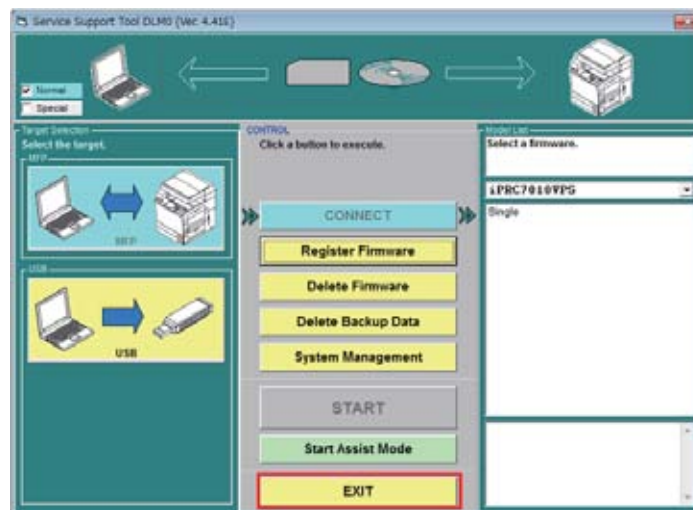 Service Support Tool DLM0 (Ver. 4.41E)
Normal
Special
Target Selection
Select the target.
MFP
MFP
USB
USB
CONTROL
Click a button to execute.
CONNECT
Register Firmware
Delete Firmware
Delete Backup Data
System Management
START
Start Assist Mode
EXIT
Model List
Select a firmware.
iPRC7010VPG
Single